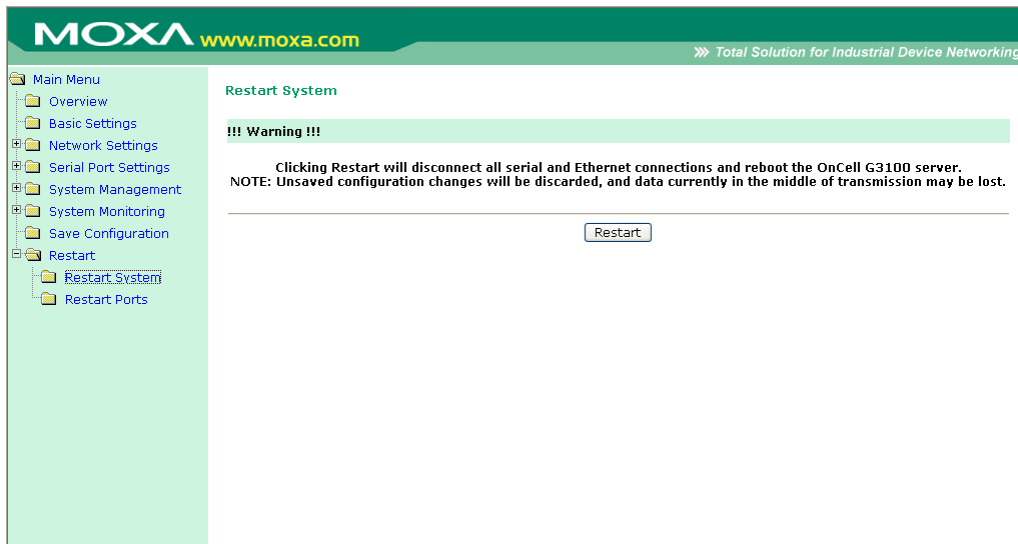 MOXA www.moxa.com
Total Solution for Industrial Device Networking
Main Menu
Overview
Basic Settings
Network Settings
Serial Port Settings
System Management
System Monitoring
Save Configuration
Restart
Restart System
Restart Ports
Restart System
!!! Warning !!!
Clicking Restart will disconnect all serial and Ethernet connections and reboot the OnCell G3100 server.
NOTE: Unsaved configuration changes will be discarded, and data currently in the middle of transmission may be lost.
Restart